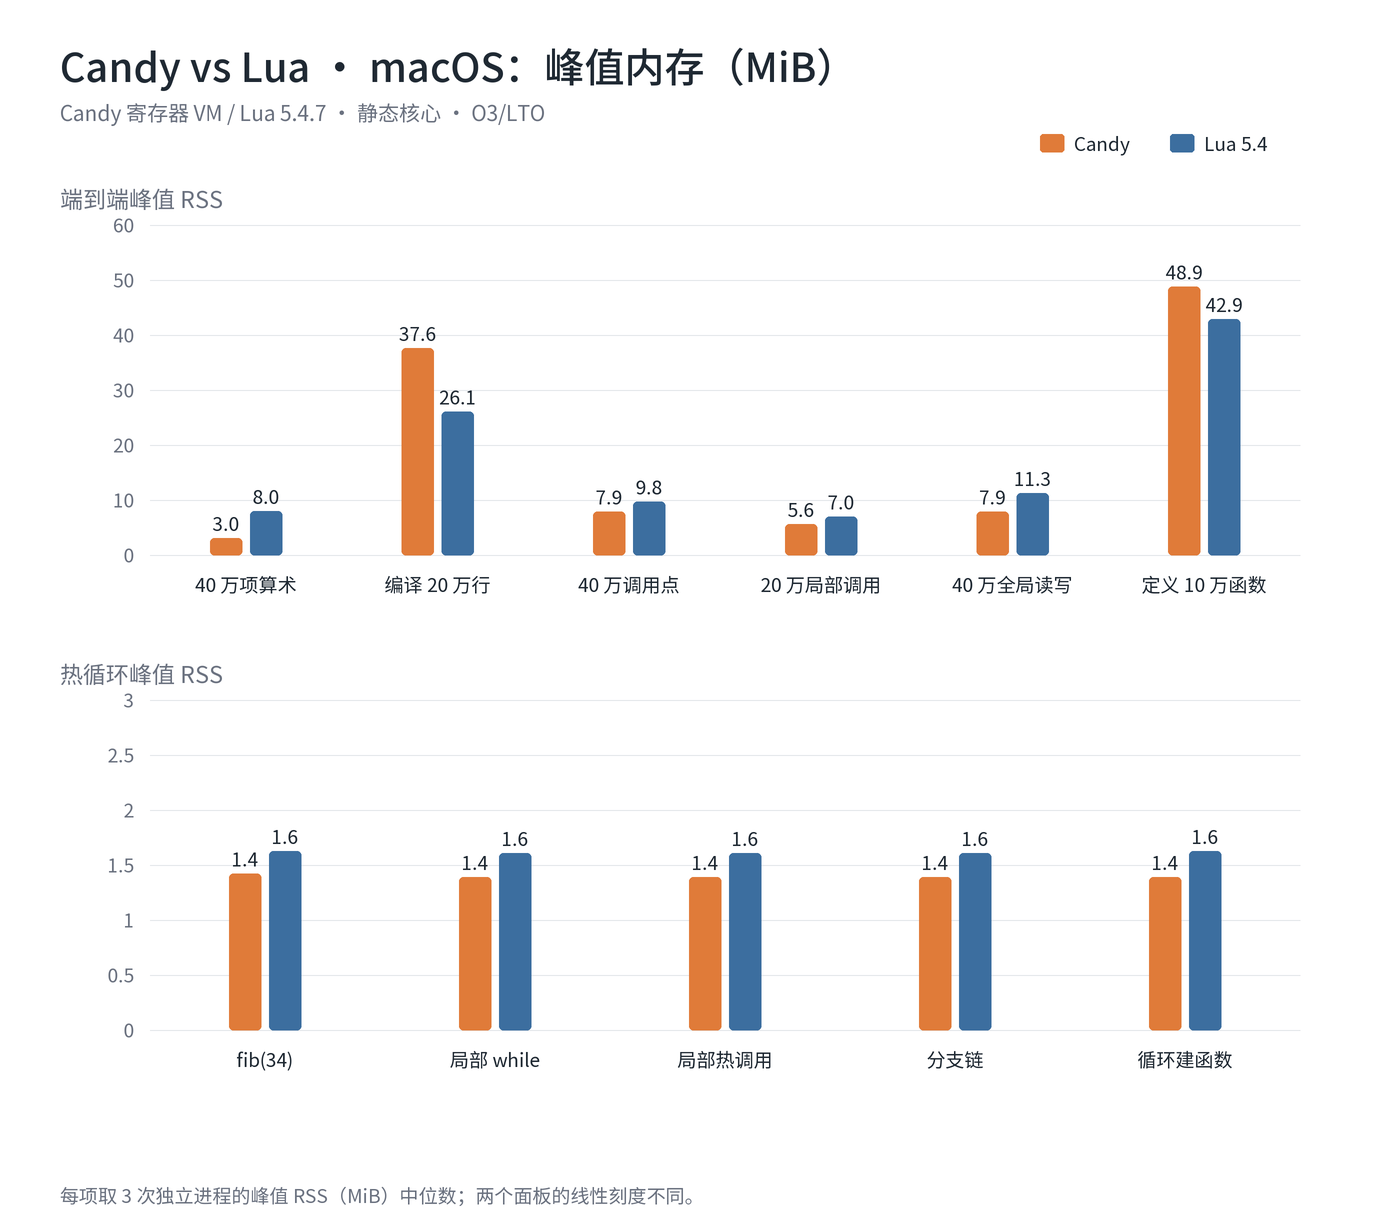 Candy vs Lua · macOS：峰值内存（MiB）
Candy 寄存器 VM / Lua 5.4.7 · 静态核心 · O3/LTO
Candy
Lua 5.4
端到端峰值 RSS
60
50
40
30
20
10
0
3.0
8.0
37.6
26.1
7.9
9.8
5.6
7.0
7.9
11.3
48.9
42.9
40 万项算术
编译 20 万行
40 万调用点
20 万局部调用
40 万全局读写
定义 10 万函数
热循环峰值 RSS
3
2.5
2
1.5
1
0.5
0
1.4
1.6
1.4
1.6
1.4
1.6
1.4
1.6
1.4
1.6
fib(34)
局部 while
局部热调用
分支链
循环建函数
每项取 3 次独立进程的峰值 RSS（MiB）中位数；两个面板的线性刻度不同。